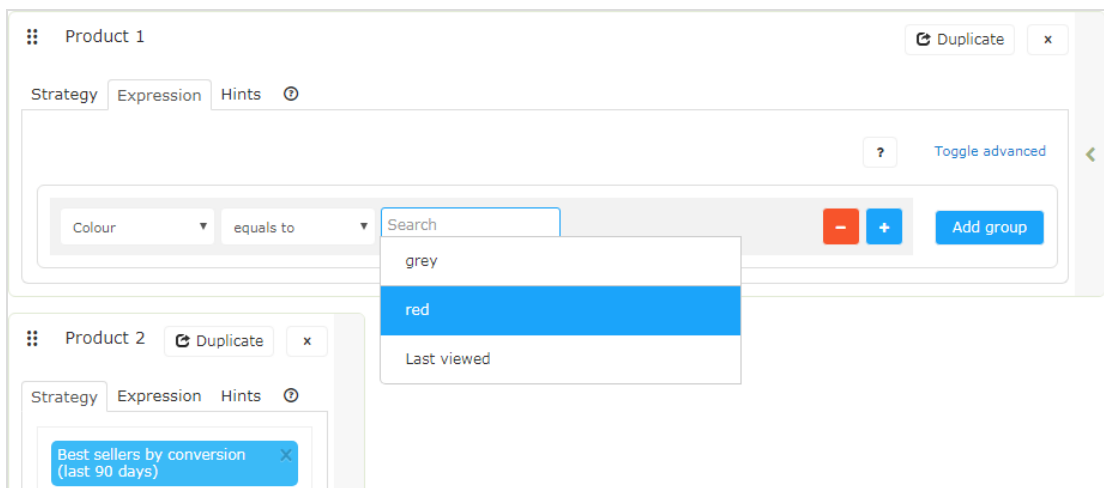 Product 1
Duplicate
x
Strategy Expression Hints ?
? Toggle advanced
Colour equals to Search - + Add group
grey
red
Last viewed
Product 2 Duplicate x
Strategy Expression Hints ?
Best sellers by conversion X
(last 90 days)